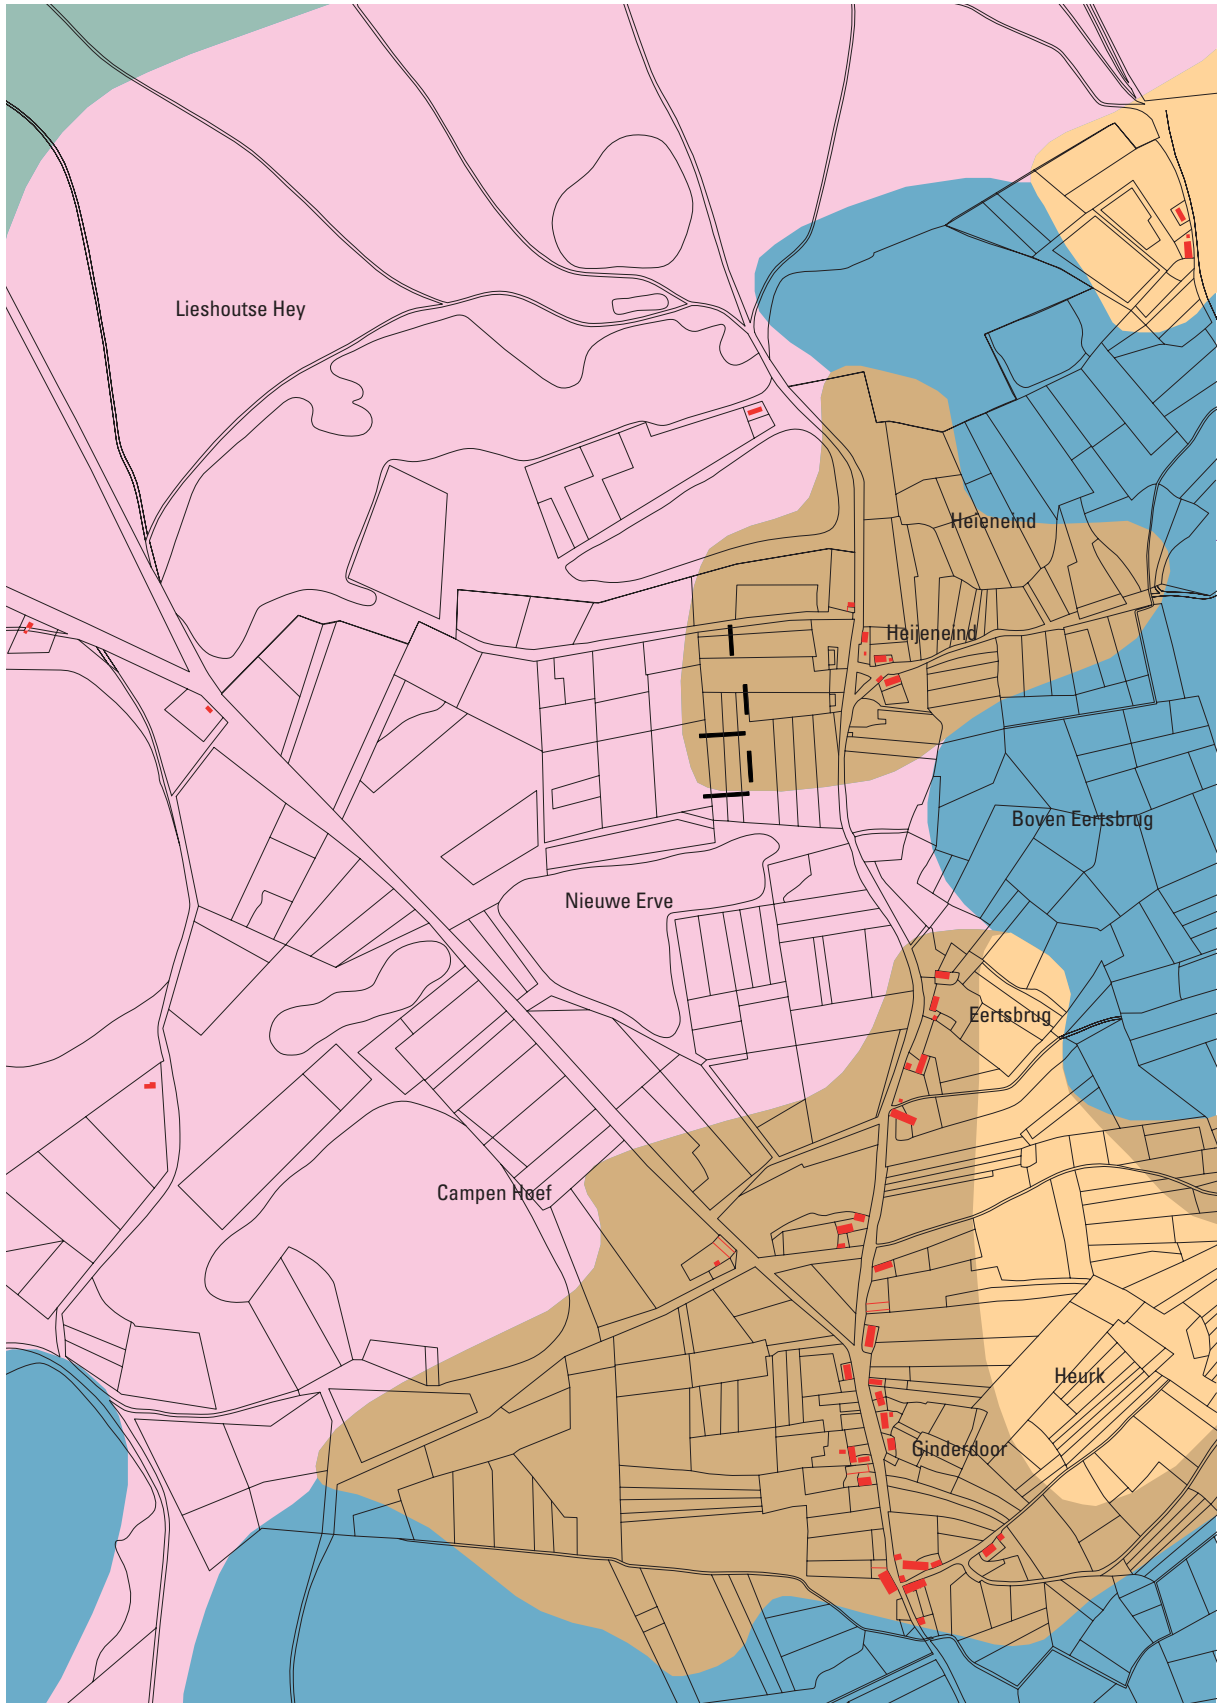 Lieshoutse Hey
Heieneind
Heijeneind
Boven Eertsbrug
Nieuwe Erve
Eertsbrug
Campen Hoef
Heurk
Ginderdoor